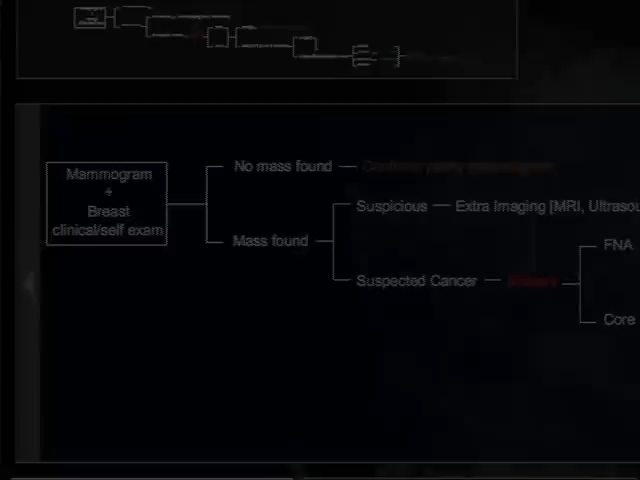 No mass found
Mammogram
+
Breast
clinical/self exam
Suspicious
Extra Imaging [MRI, Ultrasou
Mass found
FNA
Suspected Cancer
Core